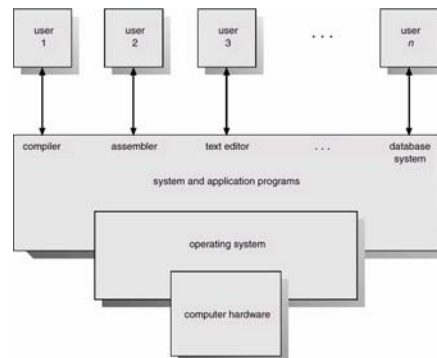 user
1
user
2
user
3
. . .
user
n
compiler
assembler
text editor
. . .
database
system
system and application programs
operating system
computer hardware